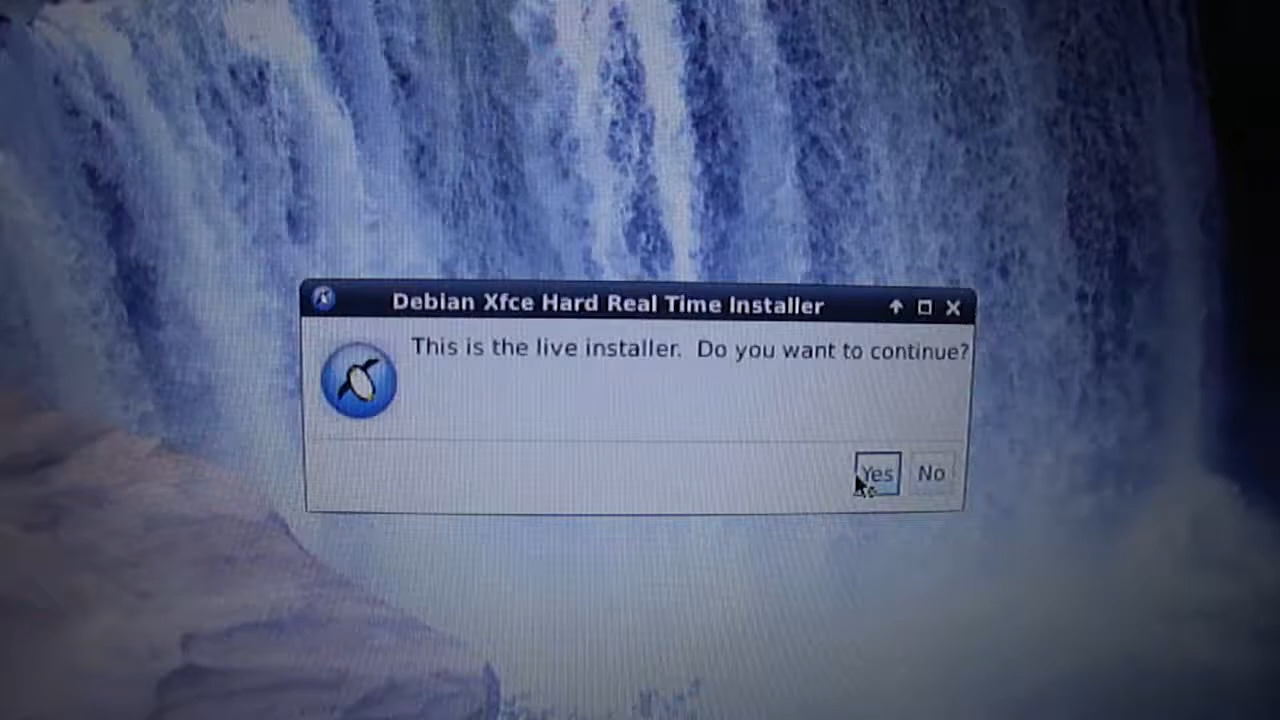 Debian Xfce Hard Real Time Installer
This is the live installer.  Do you want to continue?
Yes No